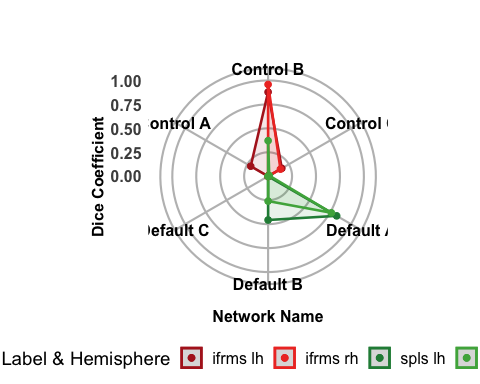 Control B
1.00
0.75
0.50
0.25
0.00
ontrol A
Control
Default C
Default A
Default B
Dice Coefficient
Network Name
Label & Hemisphere ifrms lh ifrms rh spls lh